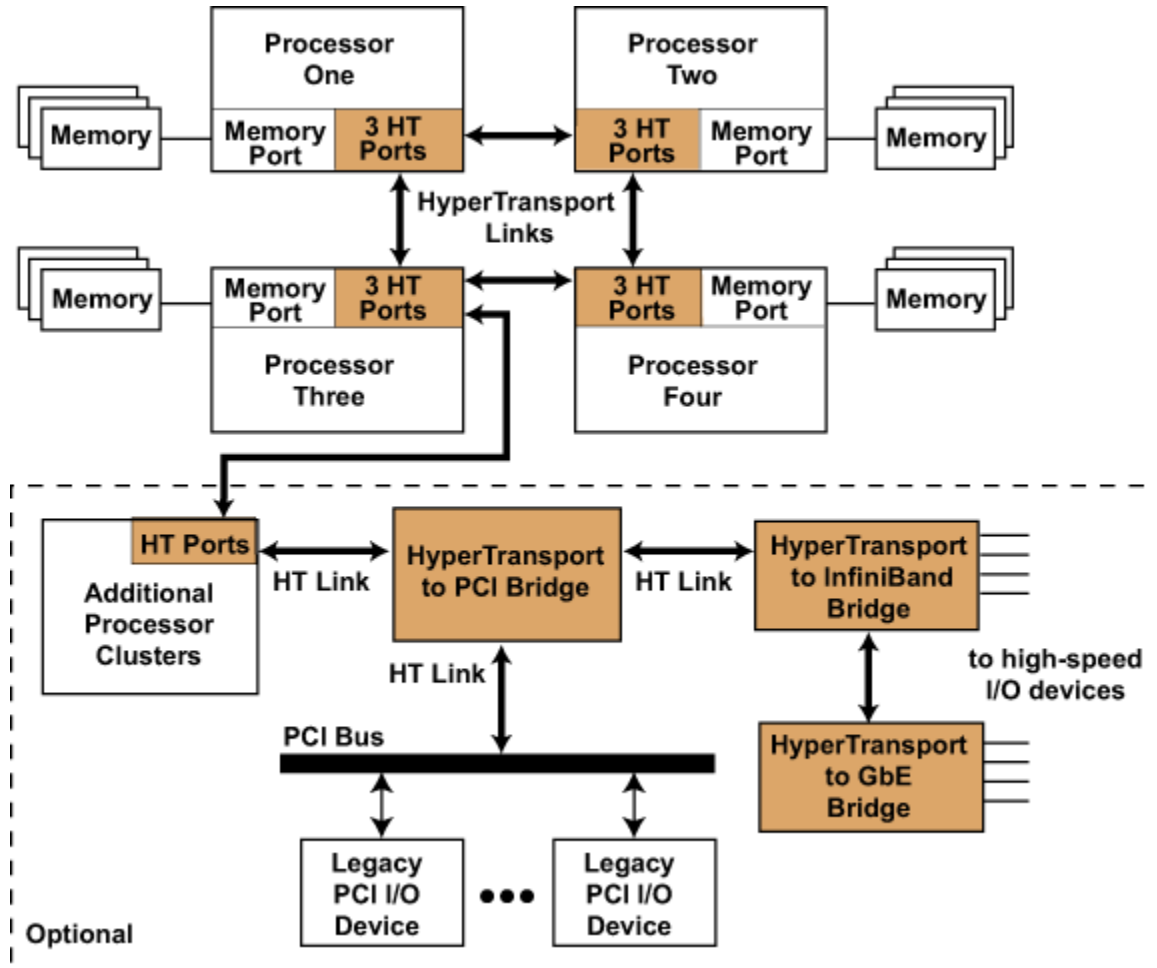 Processor
One
Processor
Two
Memory
Memory
Port
3 HT
Ports
3 HT
Ports
Memory
Port
Memory
HyperTransport
Links
Memory
Memory
Port
3 HT
Ports
3 HT
Ports
Memory
Port
Memory
Processor
Three
Processor
Four
HT Ports
Additional
Processor
Clusters
HT Link
HyperTransport
to PCI Bridge
HT Link
HyperTransport
to InfiniBand
Bridge
HT Link
to high-speed
I/O devices
PCI Bus
HyperTransport
to GbE
Bridge
Legacy
PCI I/O
Device
Legacy
PCI I/O
Device
Optional